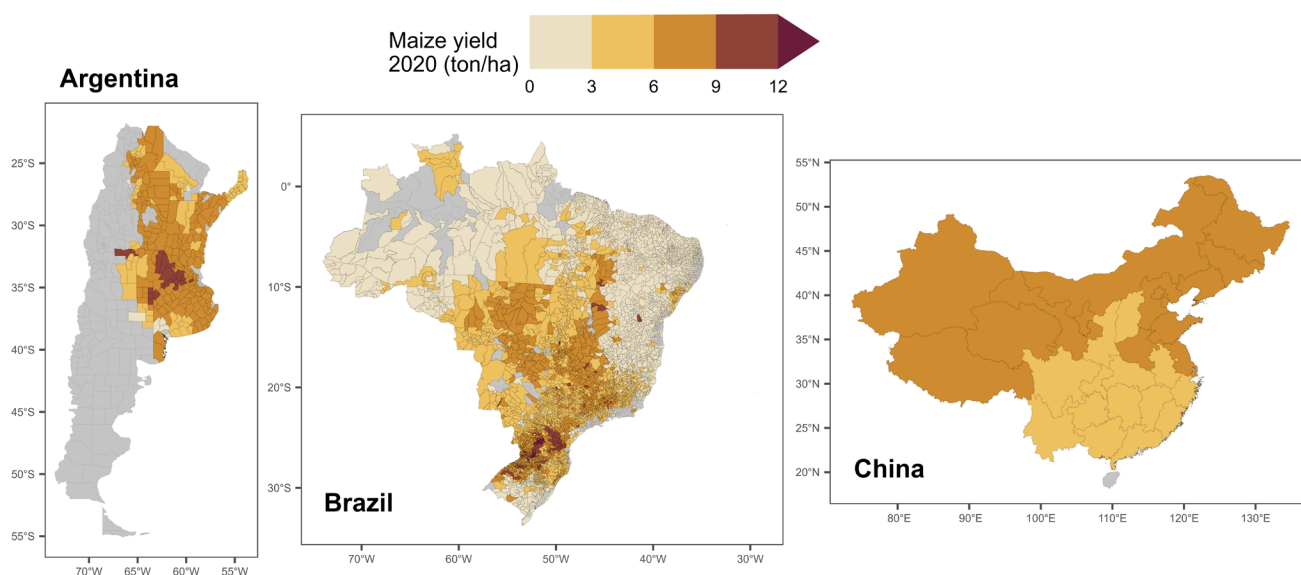 Maize yield
2020 (ton/ha)
0 3 6 9 12
Argentina
25°S
30°S
35°S
40°S
45°S
50°S
55°S
70°W 65°W 60°W 55°W
Brazil
0°
10°S
20°S
30°S
70°W 60°W 50°W 40°W 30°W
China
55°N
50°N
45°N
40°N
35°N
30°N
25°N
20°N
80°E 90°E 100°E 110°E 120°E 130°E